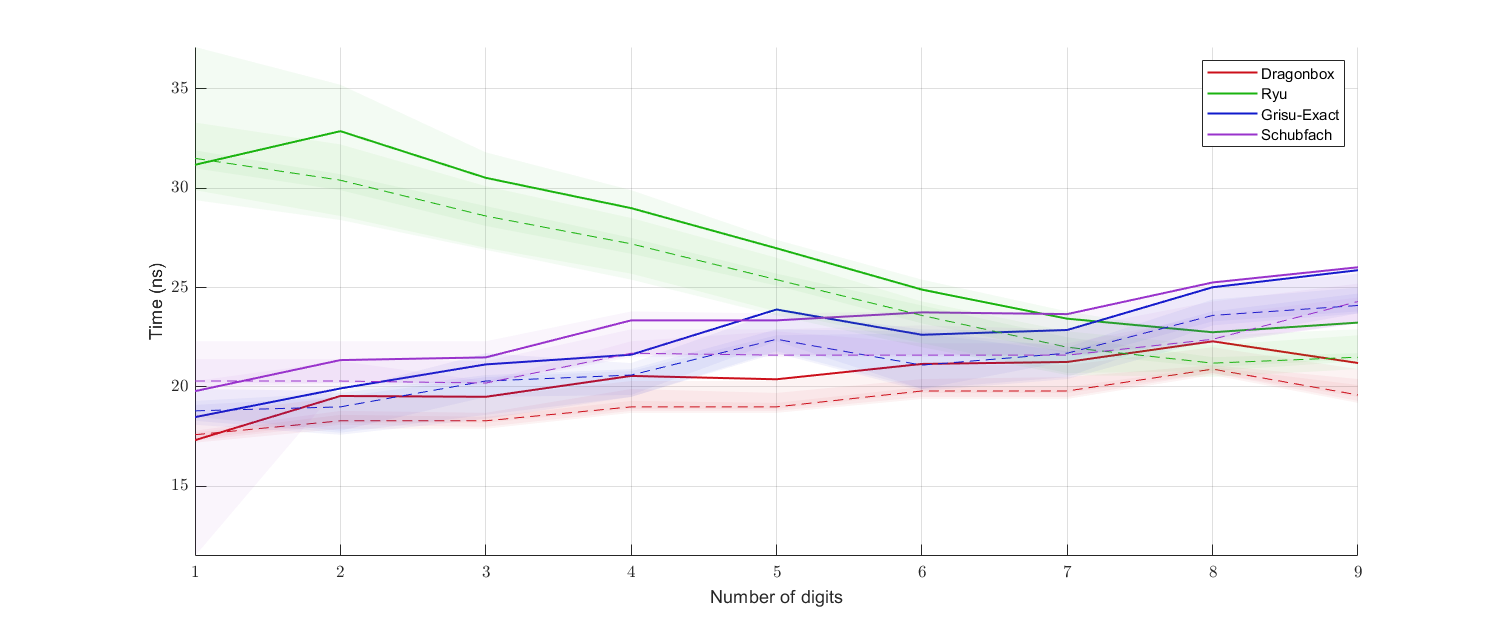 Dragonbox
Ryu
Grisu-Exact
Schubfach
Time (ns)
35
30
25
20
15
1 2 3 4 5 6 7 8 9
Number of digits